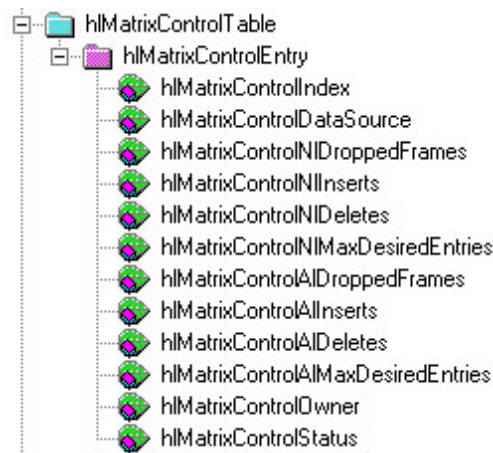 hlMatrixControlTable
hlMatrixControlEntry
hlMatrixControlIndex
hlMatrixControlDataSource
hlMatrixControlNlDroppedFrames
hlMatrixControlNlInserts
hlMatrixControlNlDeletes
hlMatrixControlNlMaxDesiredEntries
hlMatrixControlAlDroppedFrames
hlMatrixControlAlInserts
hlMatrixControlAlDeletes
hlMatrixControlAlMaxDesiredEntries
hlMatrixControlOwner
hlMatrixControlStatus